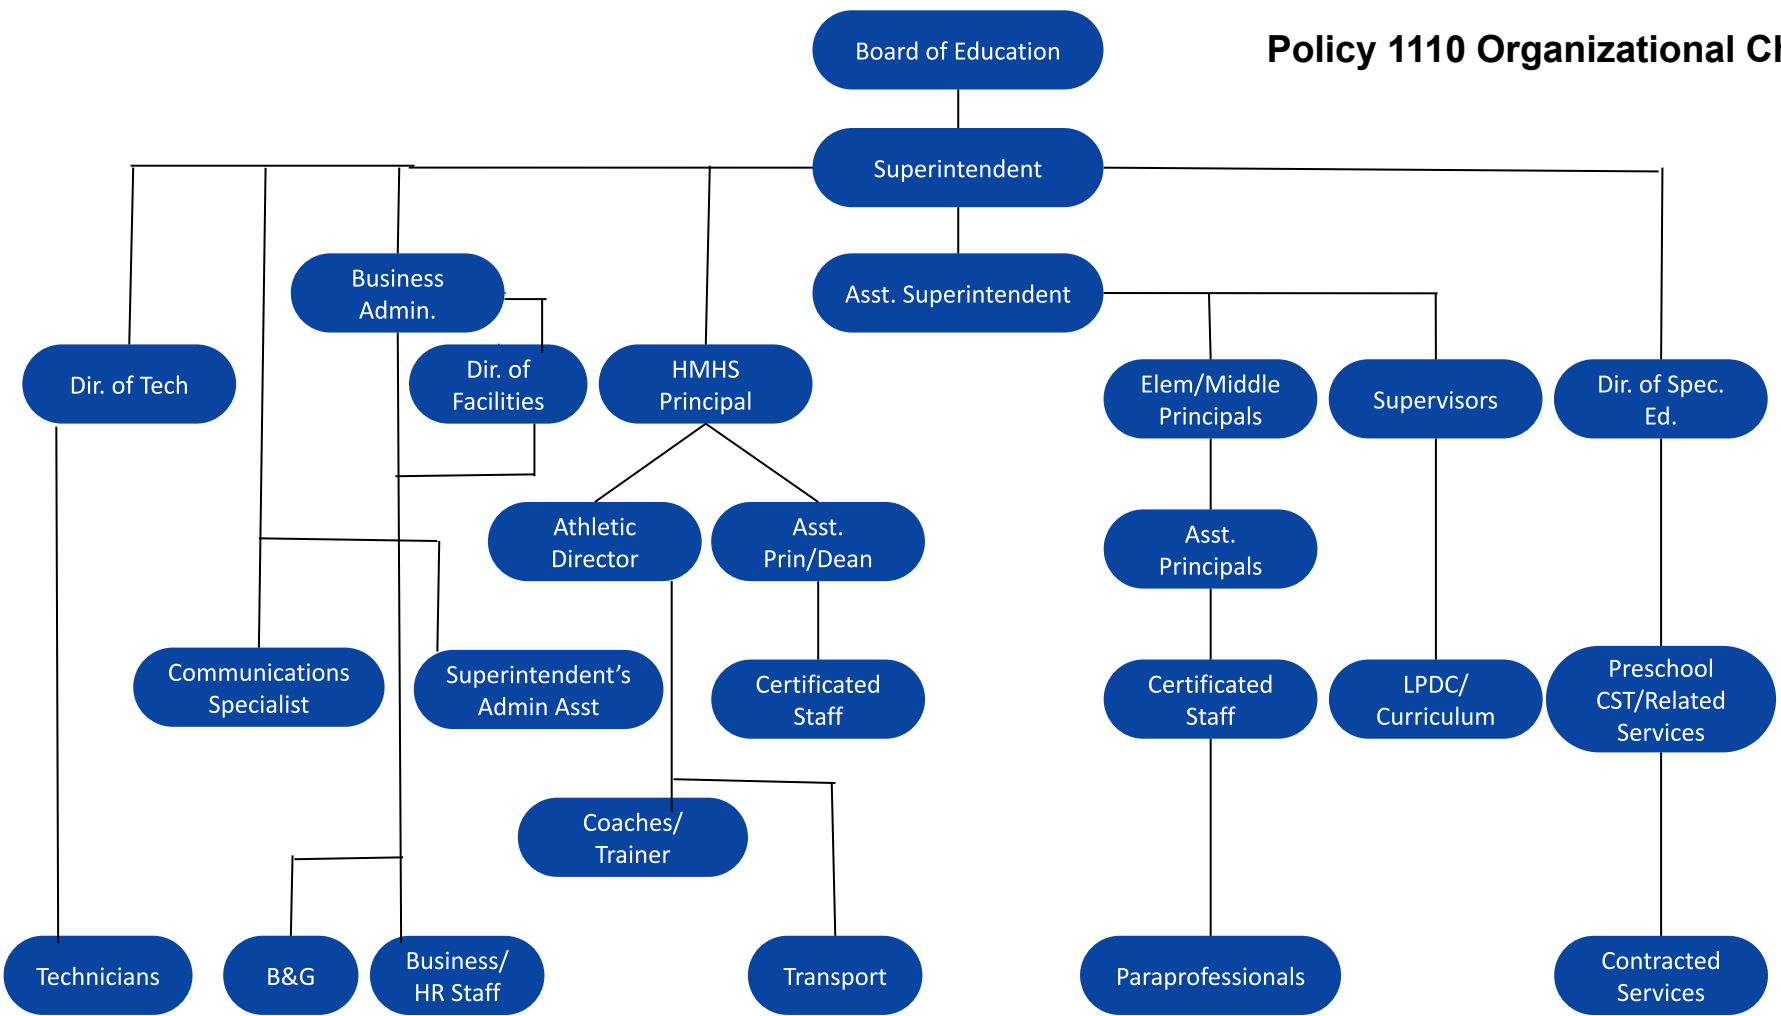 Board of Education
Policy 1110 Organizational Ch
Superintendent
Business
Admin.
Asst. Superintendent
Dir. of Tech
Dir. of
Facilities
HMHS
Principal
Elem/Middle
Principals
Supervisors
Dir. of Spec.
Ed.
Athletic
Director
Asst.
Prin/Dean
Asst.
Principals
Communications
Specialist
Superintendent’s
Admin Asst
Certificated
Staff
Certificated
Staff
LPDC/
Curriculum
Preschool
CST/Related
Services
Coaches/
Trainer
Technicians
B&G
Business/
HR Staff
Transport
Paraprofessionals
Contracted
Services